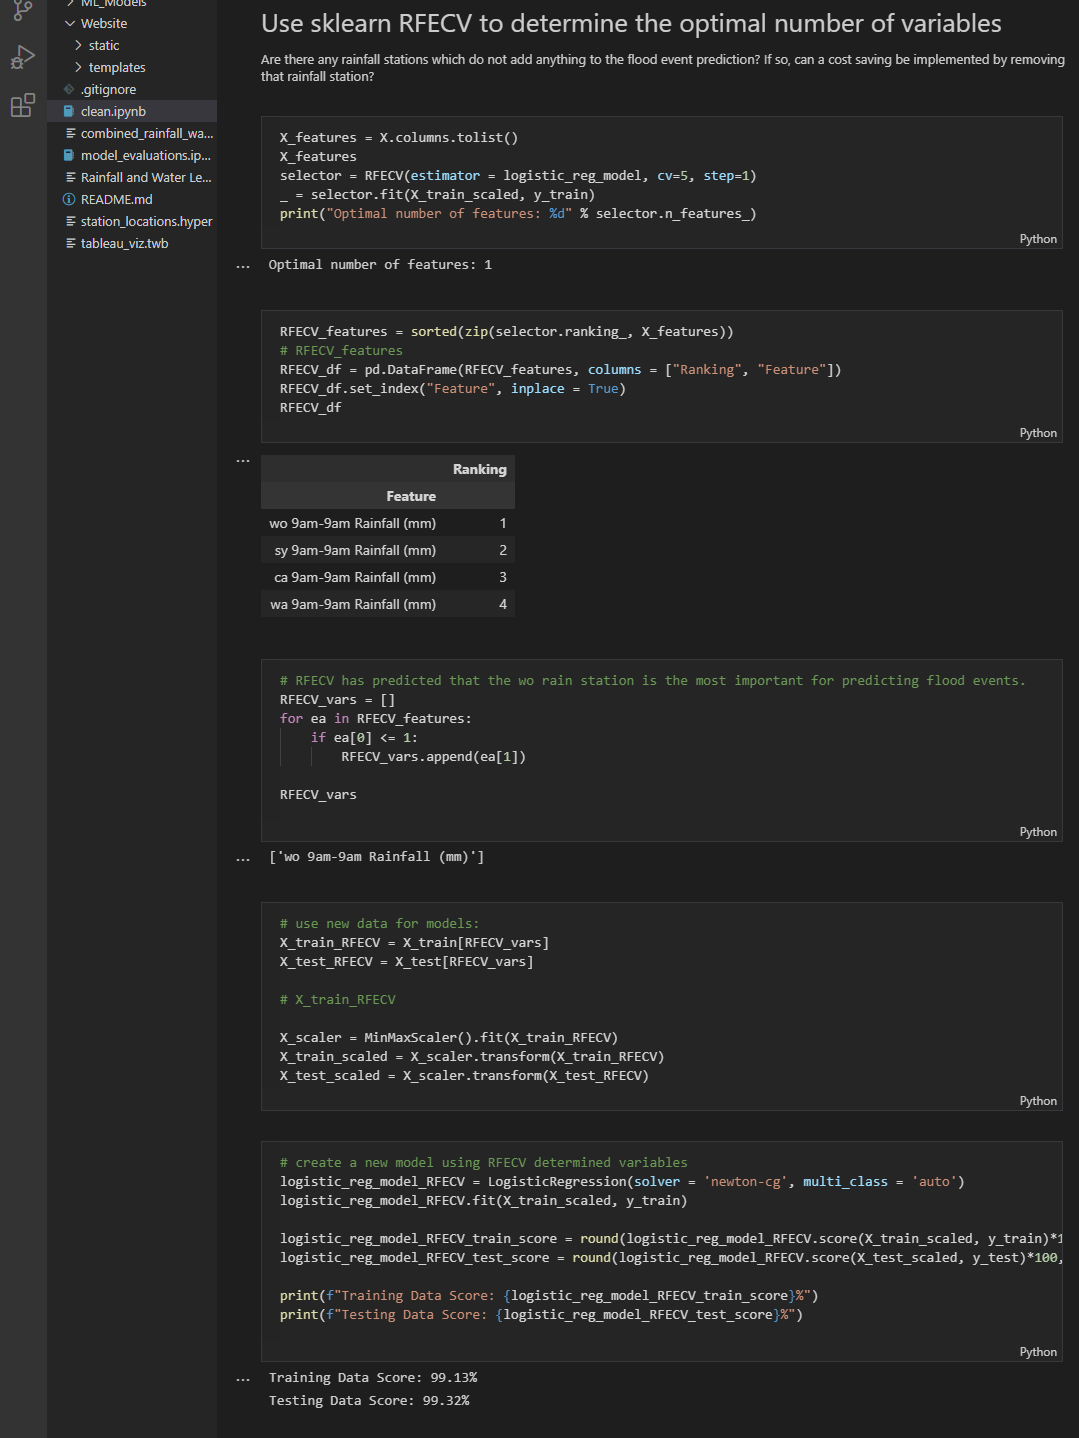 ML_Models
Website
static
templates
.gitignore
clean.ipynb
combined_rainfall_wa...
model_evaluations.ip...
Rainfall and Water Le...
README.md
station_locations.hyper
tableau_viz.twb
Use sklearn RFECV to determine the optimal number of variables
Are there any rainfall stations which do not add anything to the flood event prediction? If so, can a cost saving be implemented by removing
that rainfall station?
X_features = X.columns.tolist()
X_features
selector = RFECV(estimator = logistic_reg_model, cv=5, step=1)
_ = selector.fit(X_train_scaled, y_train)
print("Optimal number of features: %d" % selector.n_features_)
Python
... Optimal number of features: 1
RFECV_features = sorted(zip(selector.ranking_, X_features))
# RFECV_features
RFECV_df = pd.DataFrame(RFECV_features, columns = ["Ranking", "Feature"])
RFECV_df.set_index("Feature", inplace = True)
RFECV_df
Python
...
Ranking
Feature
wo 9am-9am Rainfall (mm) 1
sy 9am-9am Rainfall (mm) 2
ca 9am-9am Rainfall (mm) 3
wa 9am-9am Rainfall (mm) 4
# RFECV has predicted that the wo rain station is the most important for predicting flood events.
RFECV_vars = []
for ea in RFECV_features:
    if ea[0] <= 1:
        RFECV_vars.append(ea[1])
RFECV_vars
Python
... ['wo 9am-9am Rainfall (mm)']
# use new data for models:
X_train_RFECV = X_train[RFECV_vars]
X_test_RFECV = X_test[RFECV_vars]
# X_train_RFECV
X_scaler = MinMaxScaler().fit(X_train_RFECV)
X_train_scaled = X_scaler.transform(X_train_RFECV)
X_test_scaled = X_scaler.transform(X_test_RFECV)
Python
# create a new model using RFECV determined variables
logistic_reg_model_RFECV = LogisticRegression(solver = 'newton-cg', multi_class = 'auto')
logistic_reg_model_RFECV.fit(X_train_scaled, y_train)
logistic_reg_model_RFECV_train_score = round(logistic_reg_model_RFECV.score(X_train_scaled, y_train)*1
logistic_reg_model_RFECV_test_score = round(logistic_reg_model_RFECV.score(X_test_scaled, y_test)*100,
print(f"Training Data Score: {logistic_reg_model_RFECV_train_score}%")
print(f"Testing Data Score: {logistic_reg_model_RFECV_test_score}%")
Python
... Training Data Score: 99.13%
Testing Data Score: 99.32%